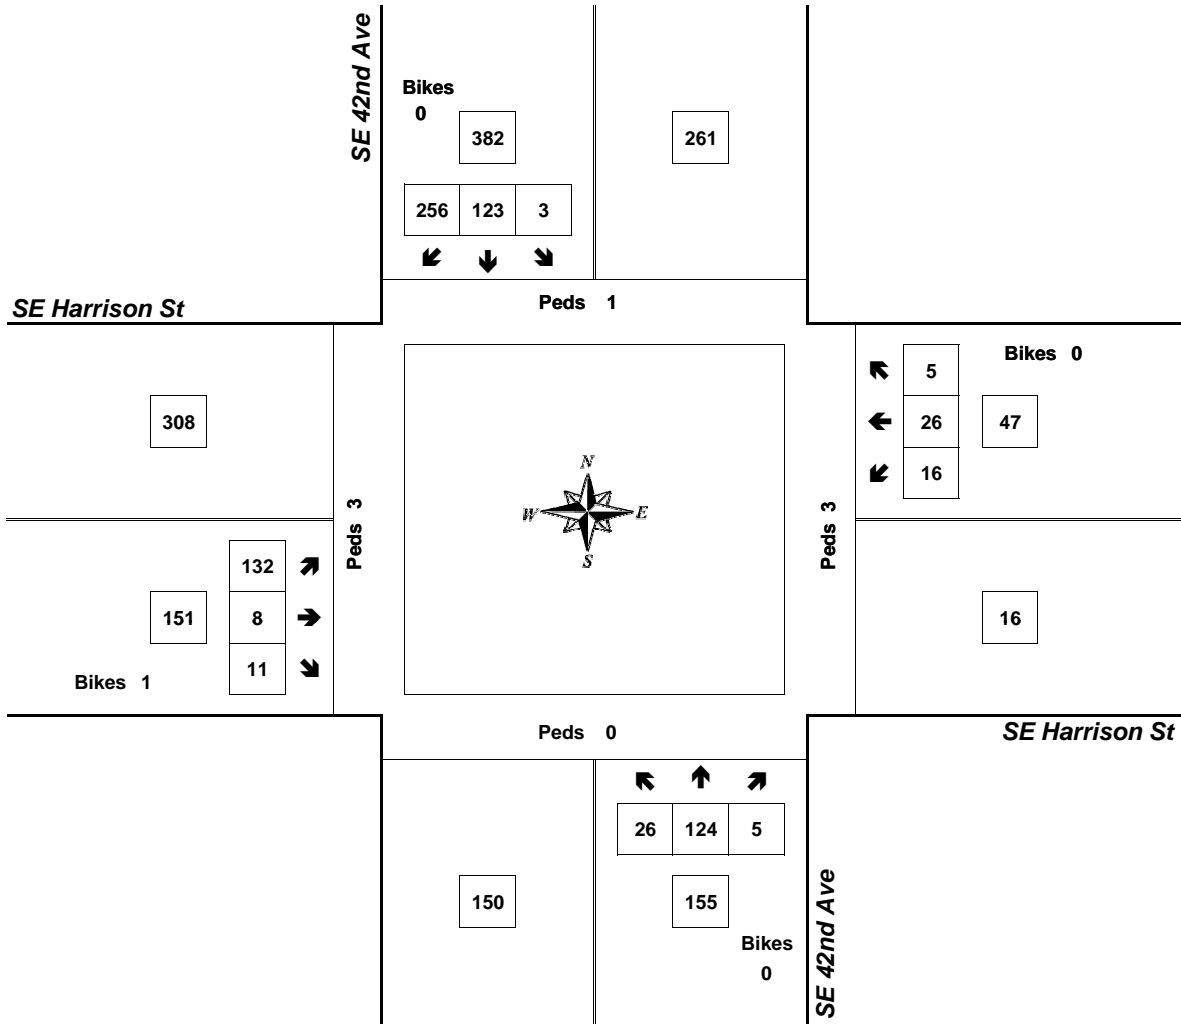 SE 42nd Ave
Bikes
0
382
261
256 123 3
SE Harrison St
Peds 1
308
5
26
16
Bikes 0
47
N
W E
S
Peds 3
Peds 3
132
8
11
151
Bikes 1
16
Peds 0
SE Harrison St
26 124 5
150
155
Bikes
0
SE 42nd Ave